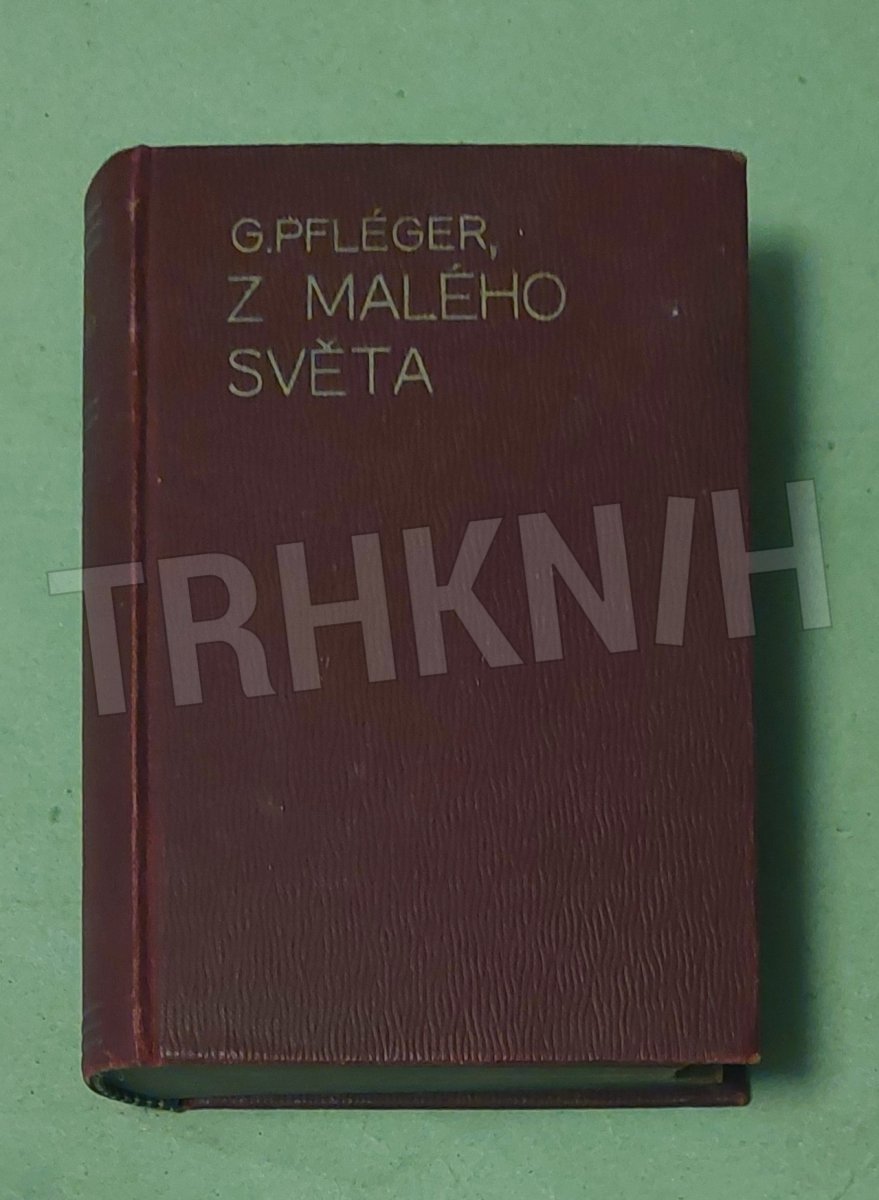 G. PFLÉGER,
Z MALÉHO
SVĚTA
TRHKNIH